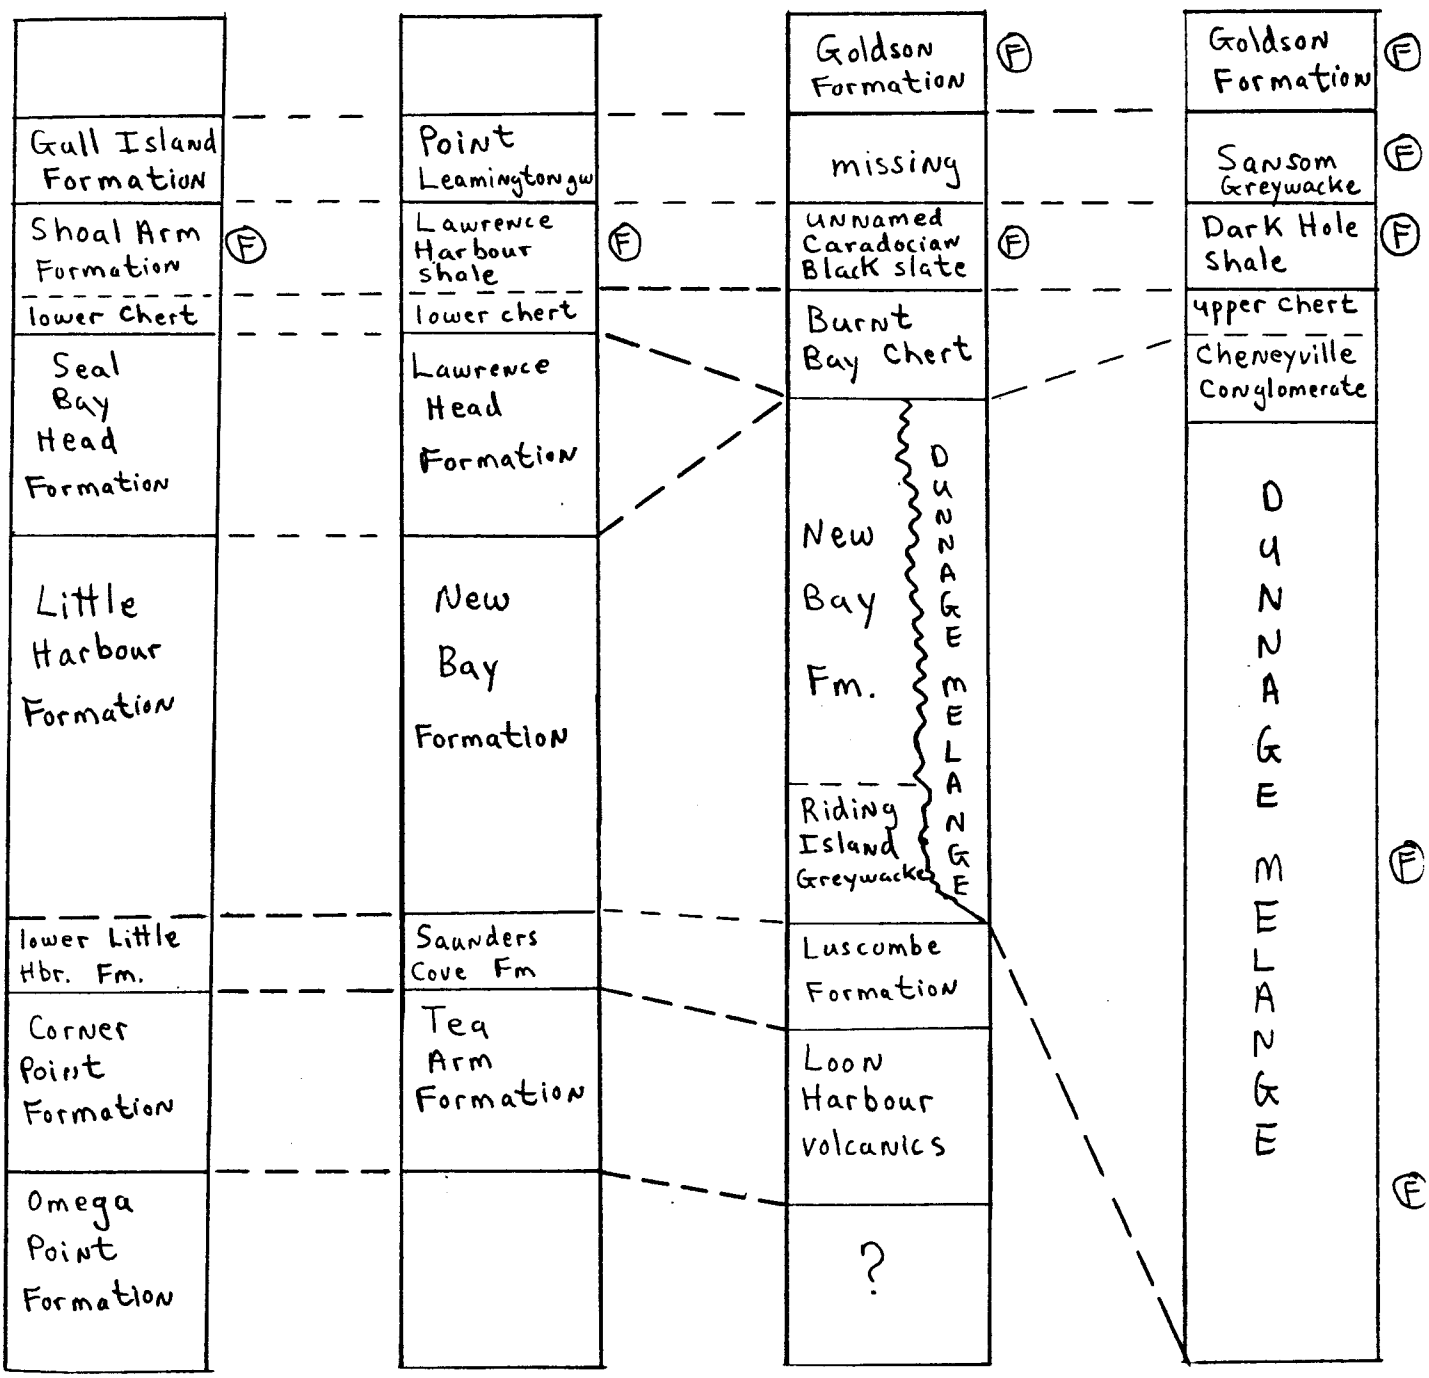 Gull Island
Formation
Shoal Arm
Formation
F
lower Chert
Seal
Bay
Head
Formation
Little
Harbour
Formation
lower Little
Hbr. Fm.
Corner
Point
Formation
Omega
Point
Formation
Point
Leamington gw
Lawrence
Harbour
Shale
F
lower chert
Lawrence
Head
Formation
New
Bay
Formation
Saunders
Cove Fm
Tea
Arm
Formation
Goldson
Formation
F
missing
unnamed
Caradocian
Black slate
F
Burnt
Bay Chert
New
Bay
Fm.
DUNNAGE MELANGE
Riding
Island
Greywacke
Luscombe
Formation
Loon
Harbour
volcanics
?
Goldson
Formation
F
Sansom
Greywacke
F
Dark Hole
Shale
F
upper chert
Cheneyville
Conglomerate
DUNNAGE MELANGE
F
F